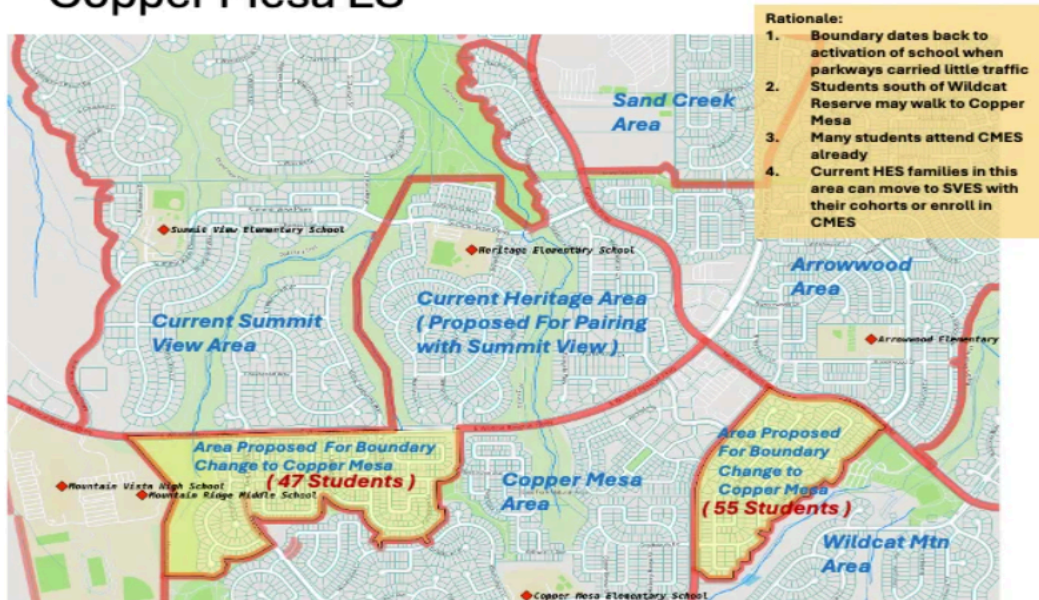 Copper Mesa ES
Rationale:
1. Boundary dates back to
activation of school when
parkways carried little traffic
2. Students south of Wildcat
Reserve may walk to Copper
Mesa
3. Many students attend CMES
already
4. Current HES families in this
area can move to SVES with
their cohorts or enroll in
CMES
Sand Creek
Area
Summit View Elementary School
Heritage Elementary School
Arrowwood
Area
Current Heritage Area
( Proposed For Pairing
with Summit View )
Current Summit
View Area
Arrowwood Elementary
Area Proposed For Boundary
Change to Copper Mesa
( 47 Students )
Area Proposed
For Boundary
Change to
Copper Mesa
( 55 Students )
Mountain Vista High School
Mountain Ridge Middle School
Copper Mesa
Area
Wildcat Mtn
Area
Copper Mesa Elementary School